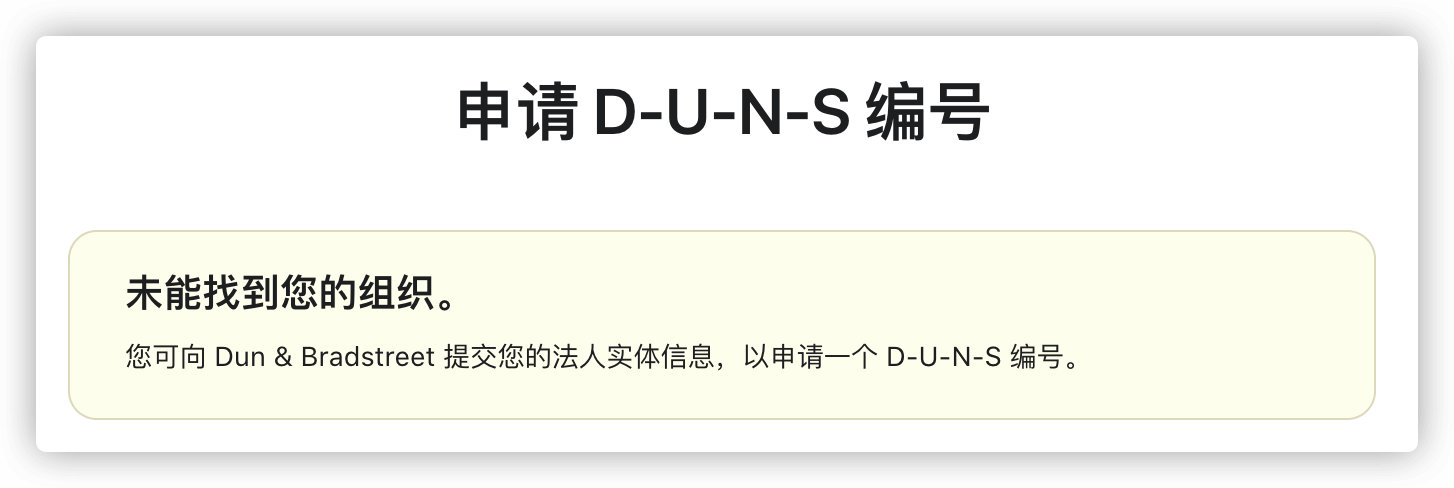 申请 D-U-N-S 编号
未能找到您的组织。
您可向 Dun & Bradstreet 提交您的法人实体信息，以申请一个 D-U-N-S 编号。